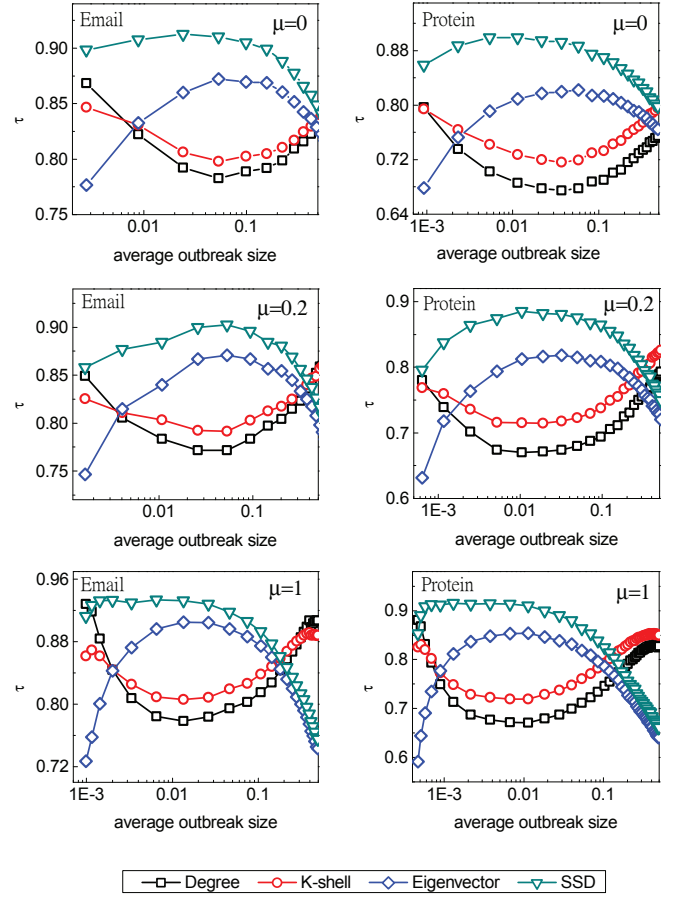 Email
μ=0
0.90
0.85
0.80
0.75
τ
0.01
0.1
average outbreak size
Protein
μ=0
0.88
0.80
0.72
0.64
τ
1E-3
0.01
0.1
average outbreak size
Email
μ=0.2
0.90
0.85
0.80
0.75
τ
0.01
0.1
average outbreak size
Protein
μ=0.2
0.9
0.8
0.7
0.6
τ
1E-3
0.01
0.1
average outbreak size
Email
μ=1
0.96
0.88
0.80
0.72
τ
1E-3
0.01
0.1
average outbreak size
Protein
μ=1
0.9
0.8
0.7
0.6
τ
1E-3
0.01
0.1
average outbreak size
Degree K-shell Eigenvector SSD